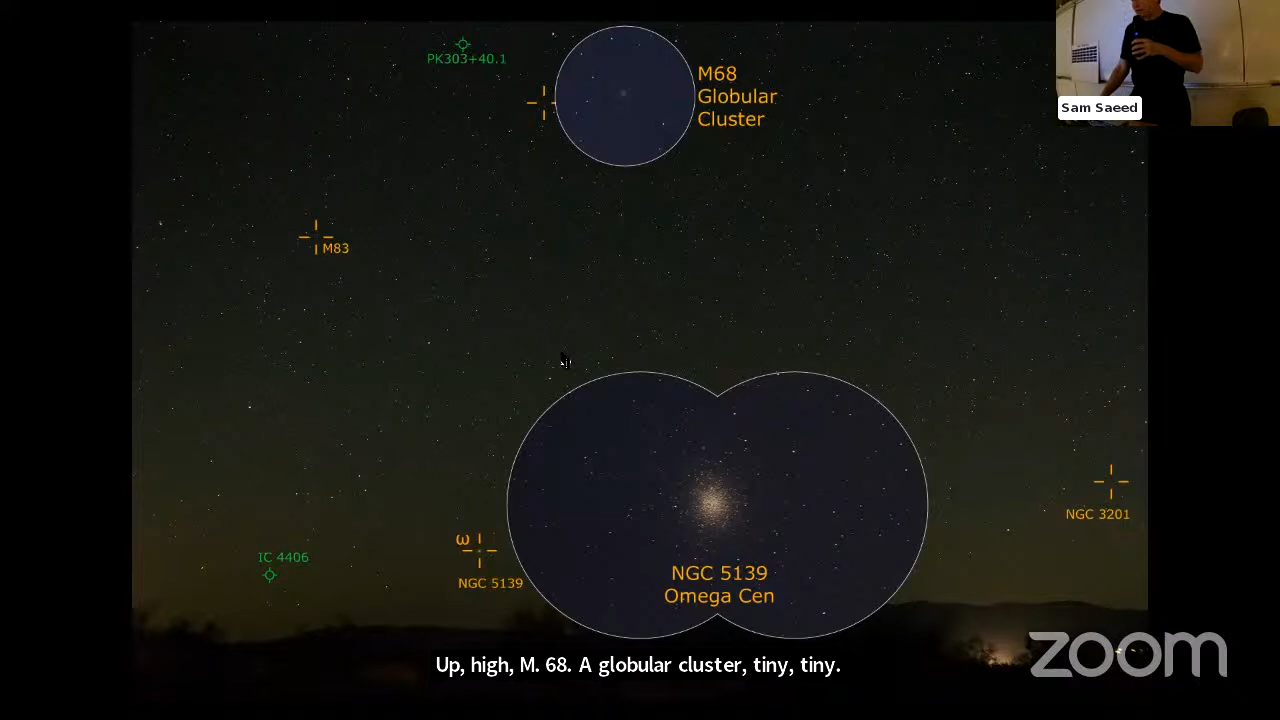 PK303+40.1
M68
Globular
Cluster
Sam Saeed
M83
NGC 3201
IC 4406
ω
NGC 5139
NGC 5139
Omega Cen
zoom
Up, high, M. 68. A globular cluster, tiny, tiny.